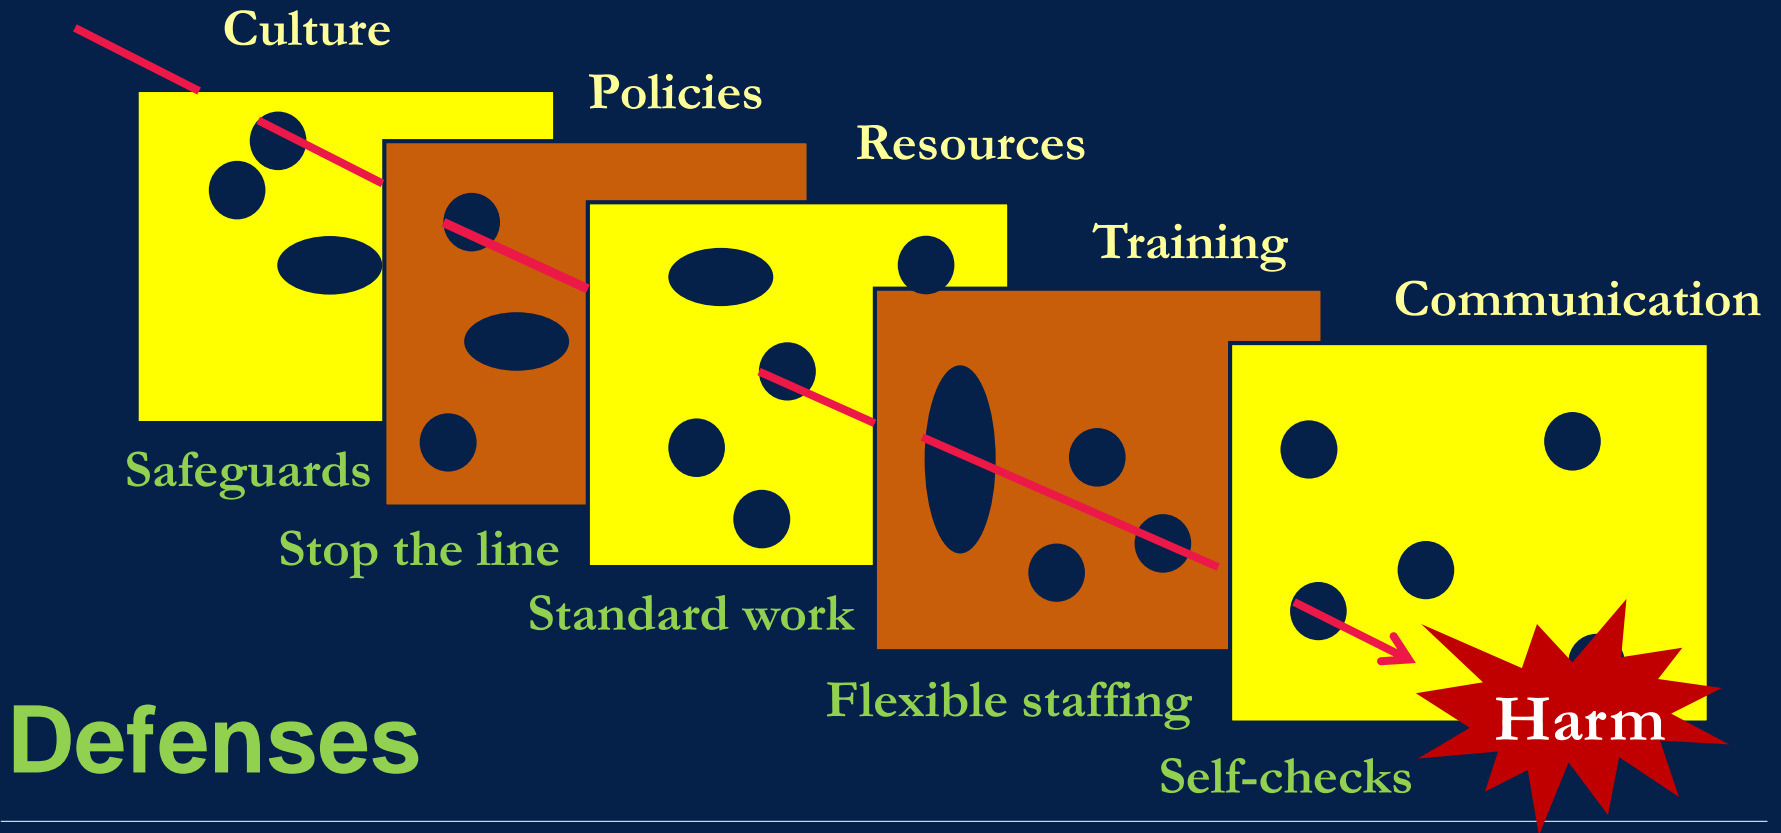 Culture
Policies
Resources
Training
Communication
Safeguards
Stop the line
Standard work
Flexible staffing
Self-checks
Harm
Defenses